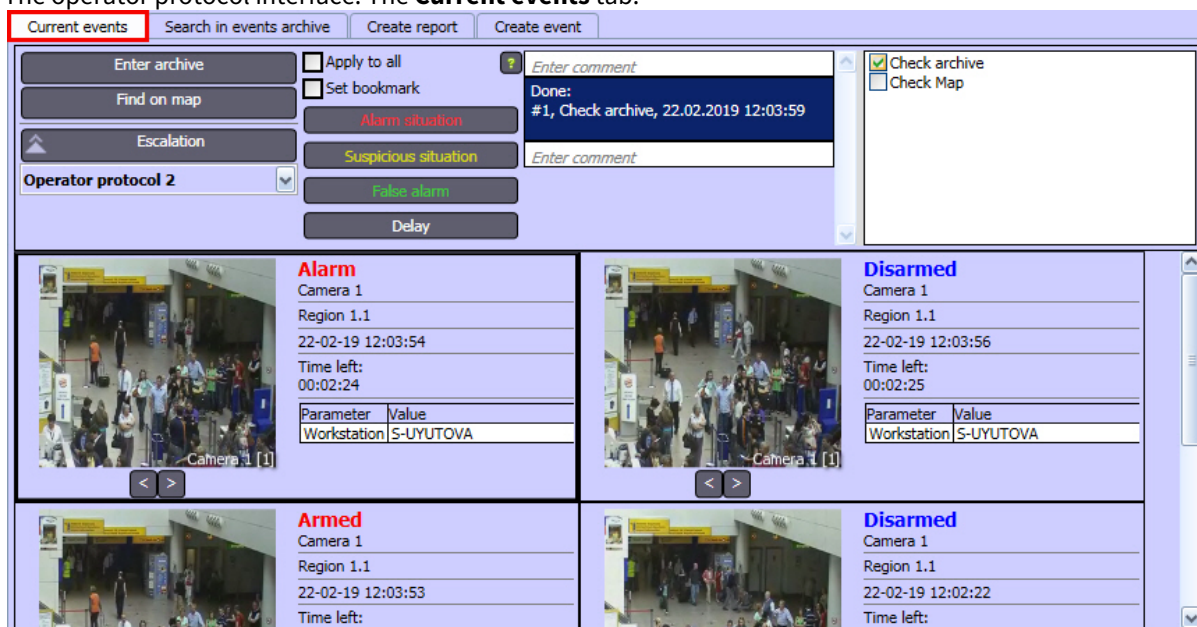 The operator protocol interface. The Current events tab.
Current events
Search in events archive
Create report
Create event
Enter archive
Find on map
Escalation
Operator protocol 2
Apply to all
?
Set bookmark
Alarm situation
Suspicious situation
False alarm
Delay
Enter comment
Done:
#1, Check archive, 22.02.2019 12:03:59
Enter comment
Check archive
Check Map
Camera 1 [1]
< >
Alarm
Camera 1
Region 1.1
22-02-19 12:03:54
Time left:
00:02:24
Parameter Value
Workstation S-UYUTOVA
Camera 1 [1]
< >
Disarmed
Camera 1
Region 1.1
22-02-19 12:03:56
Time left:
00:02:25
Parameter Value
Workstation S-UYUTOVA
Armed
Camera 1
Region 1.1
22-02-19 12:03:53
Time left:
Disarmed
Camera 1
Region 1.1
22-02-19 12:02:22
Time left: